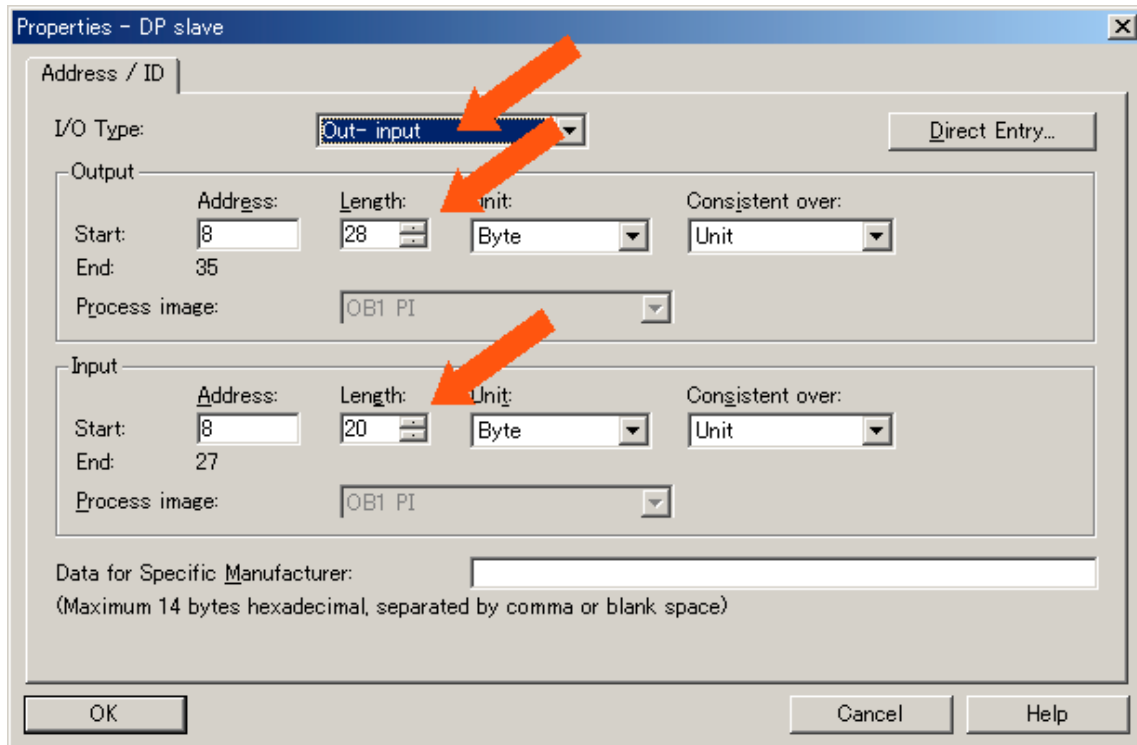 Properties - DP slave
Address / ID
I/O Type: Out- input Direct Entry...
Output
Address: Length: Unit: Consistent over:
Start: 8 28 Byte Unit
End: 35
Process image: OB1 PI
Input
Address: Length: Unit: Consistent over:
Start: 8 20 Byte Unit
End: 27
Process image: OB1 PI
Data for Specific Manufacturer:
(Maximum 14 bytes hexadecimal, separated by comma or blank space)
OK Cancel Help